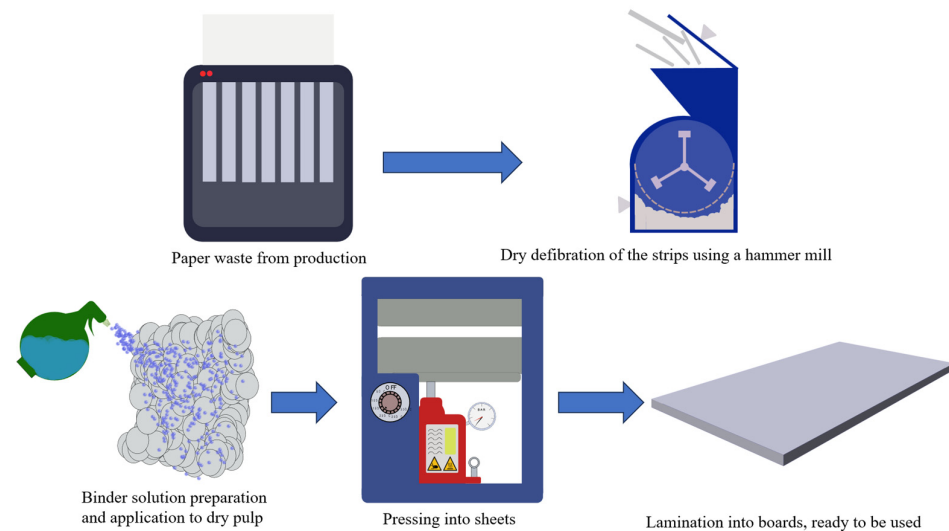 Paper waste from production
Dry defibration of the strips using a hammer mill
OFF
Binder solution preparation
and application to dry pulp
Pressing into sheets
Lamination into boards, ready to be used